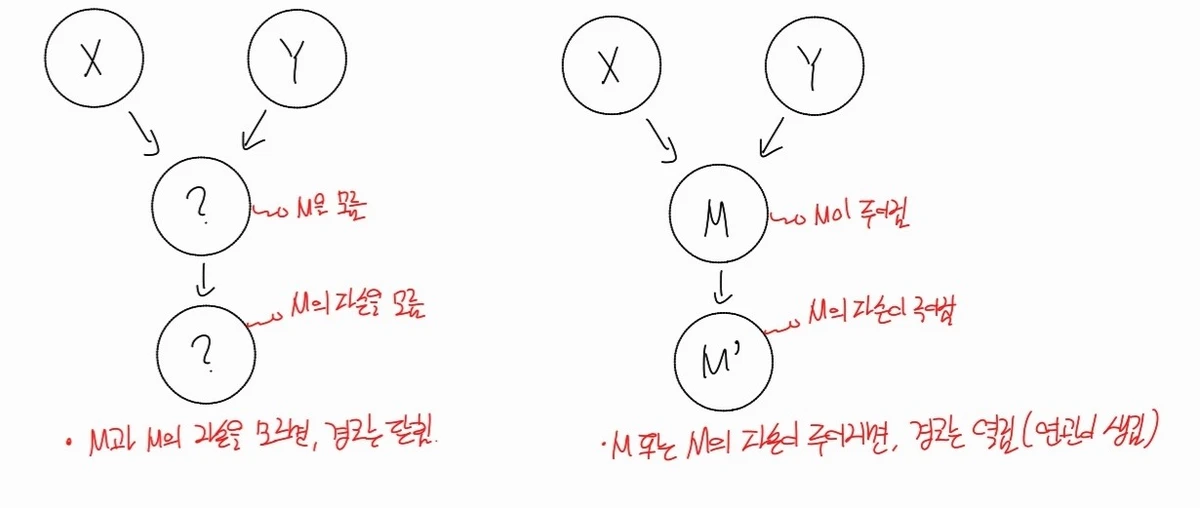 X
Y
?
M은 모름
?
M의 자손을 모름
• M과 M의 자손을 모르면, 경로는 닫힘.
X
Y
M
M이 주어짐
M'
M의 자손이 주어짐
• M 또는 M의 자손이 주어지면, 경로는 열림 (연관이 생김)